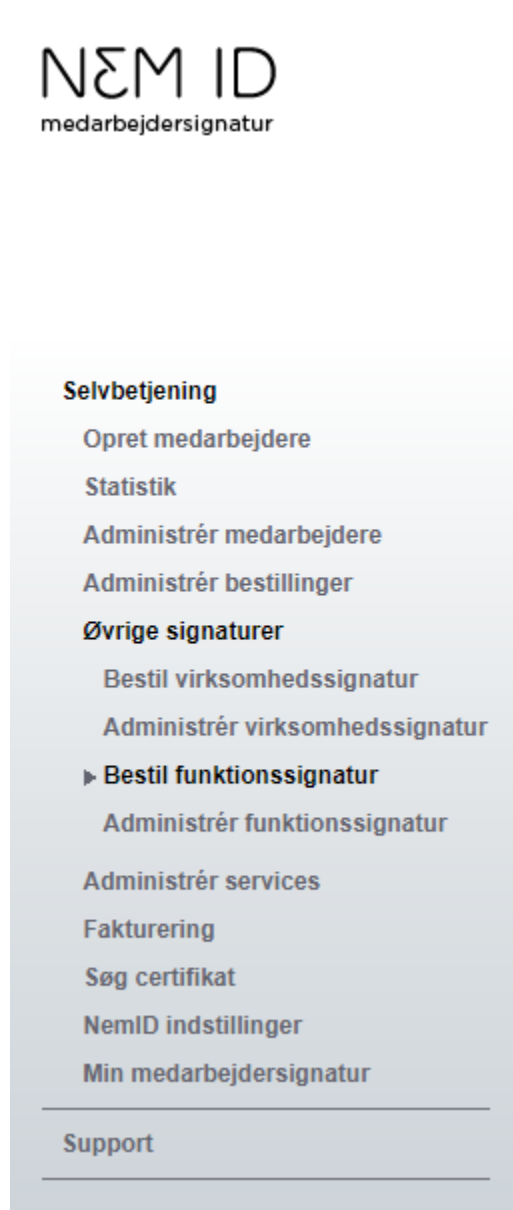 NEM ID
medarbejdersignatur
Selvbetjening
Opret medarbejdere
Statistik
Administrér medarbejdere
Administrér bestillinger
Øvrige signaturer
Bestil virksomhedssignatur
Administrér virksomhedssignatur
Bestil funktionssignatur
Administrér funktionssignatur
Administrér services
Fakturering
Søg certifikat
NemID indstillinger
Min medarbejdersignatur
Support